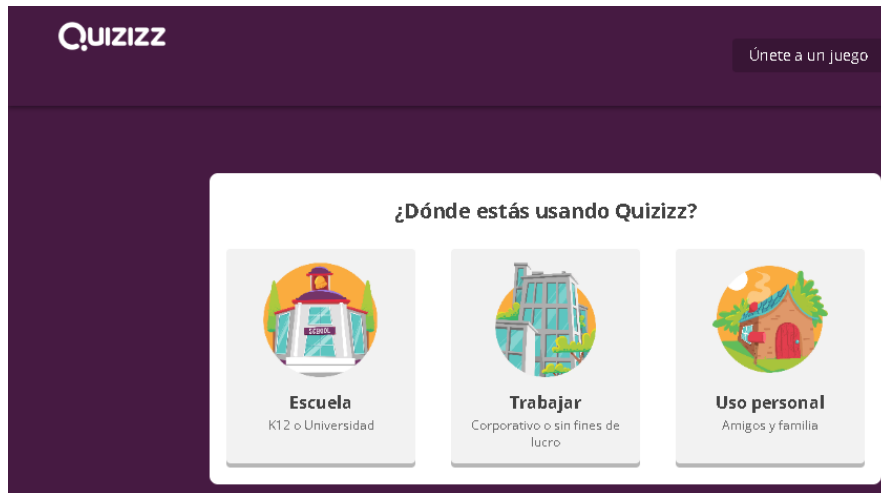 Quizizz
Únete a un juego
¿Dónde estás usando Quizizz?
SCHOOL
Escuela
K12 o Universidad
Trabajar
Corporativo o sin fines de
lucro
Uso personal
Amigos y familia